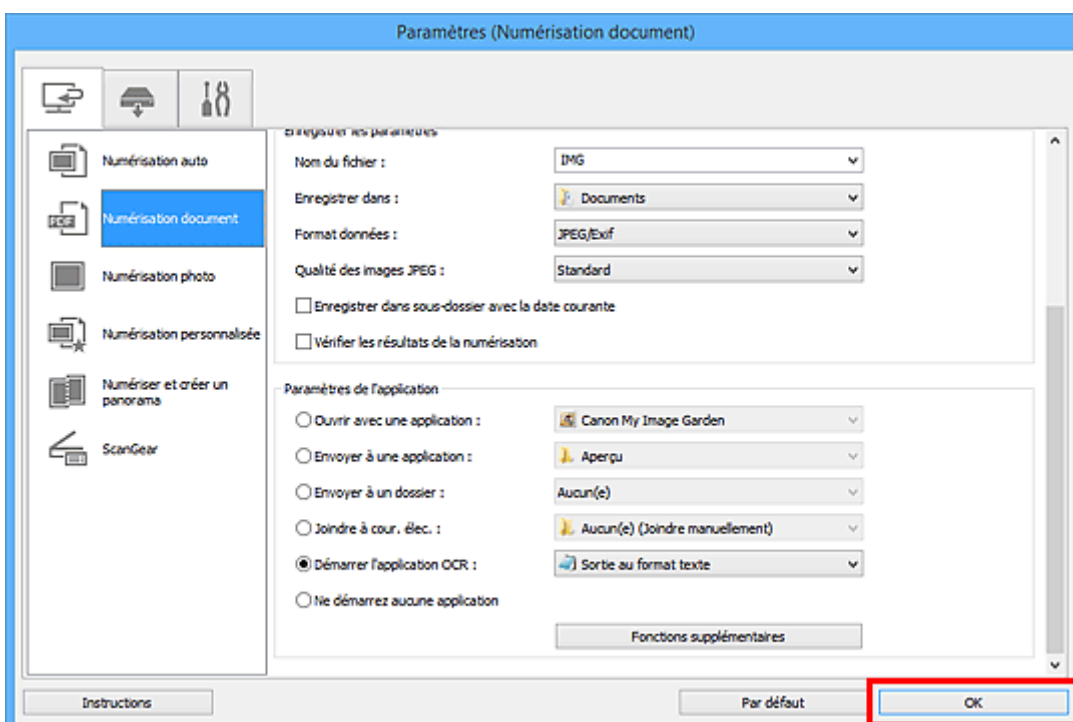 Paramètres (Numérisation document)
Numérisation auto
Numérisation document
Numérisation photo
Numérisation personnalisée
Numériser et créer un
panorama
ScanGear
Enregistrer les paramètres
Nom du fichier : IMG
Enregistrer dans : Documents
Format données : JPEG/Exif
Qualité des images JPEG : Standard
Enregistrer dans sous-dossier avec la date courante
Vérifier les résultats de la numérisation
Paramètres de l'application
Ouvrir avec une application : Canon My Image Garden
Envoyer à une application : Aperçu
Envoyer à un dossier : Aucun(e)
Joindre à cour. élec. : Aucun(e) (Joindre manuellement)
Démarrer l'application OCR : Sortie au format texte
Ne démarrez aucune application
Fonctions supplémentaires
Instructions
Par défaut
OK